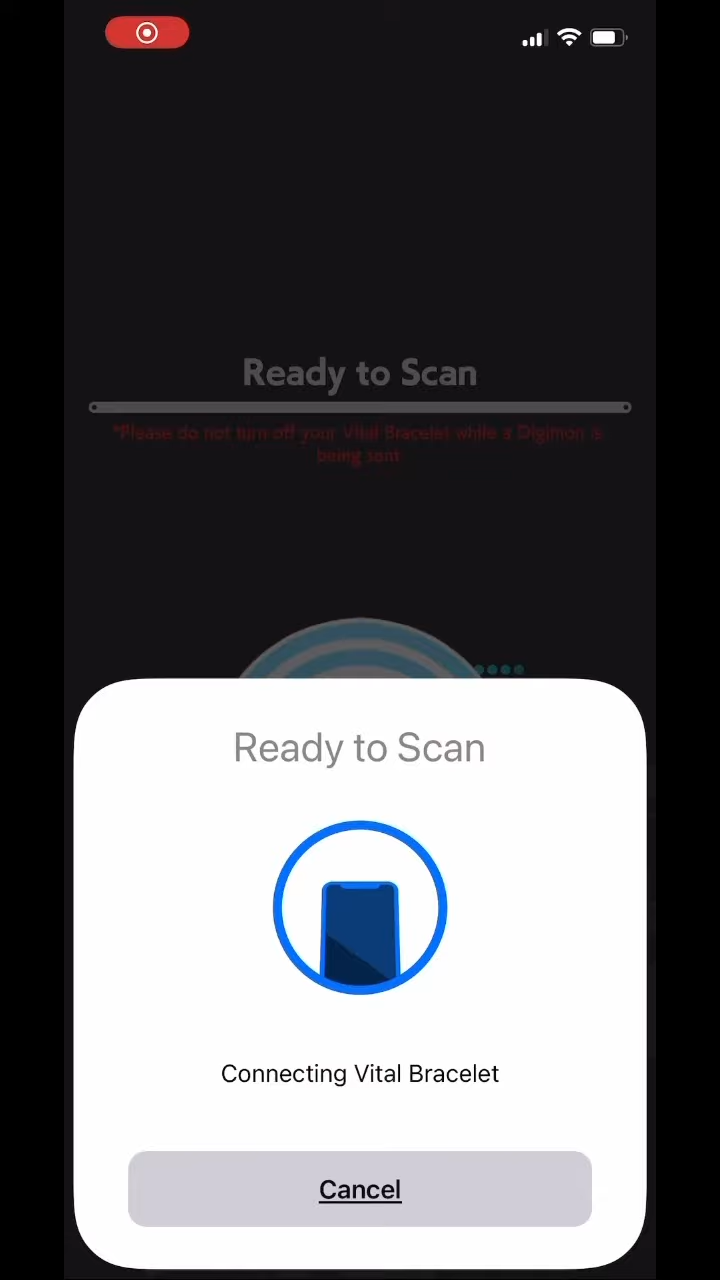 Ready to Scan
*Please do not turn off your Vital Bracelet while a Digimon is
being sent
Ready to Scan
Connecting Vital Bracelet
Cancel